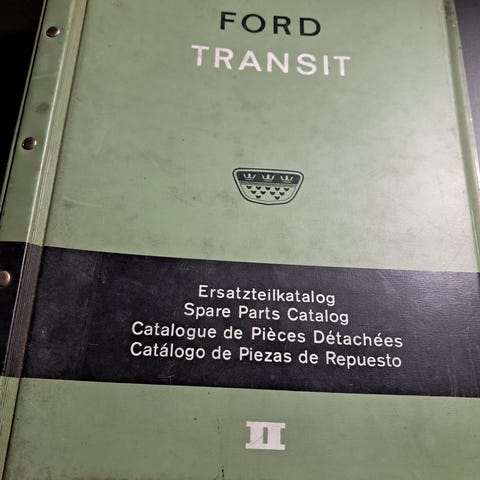 FORD
TRANSIT
Ersatzteilkatalog
Spare Parts Catalog
Catalogue de Pièces Détachées
Catálogo de Piezas de Repuesto
II